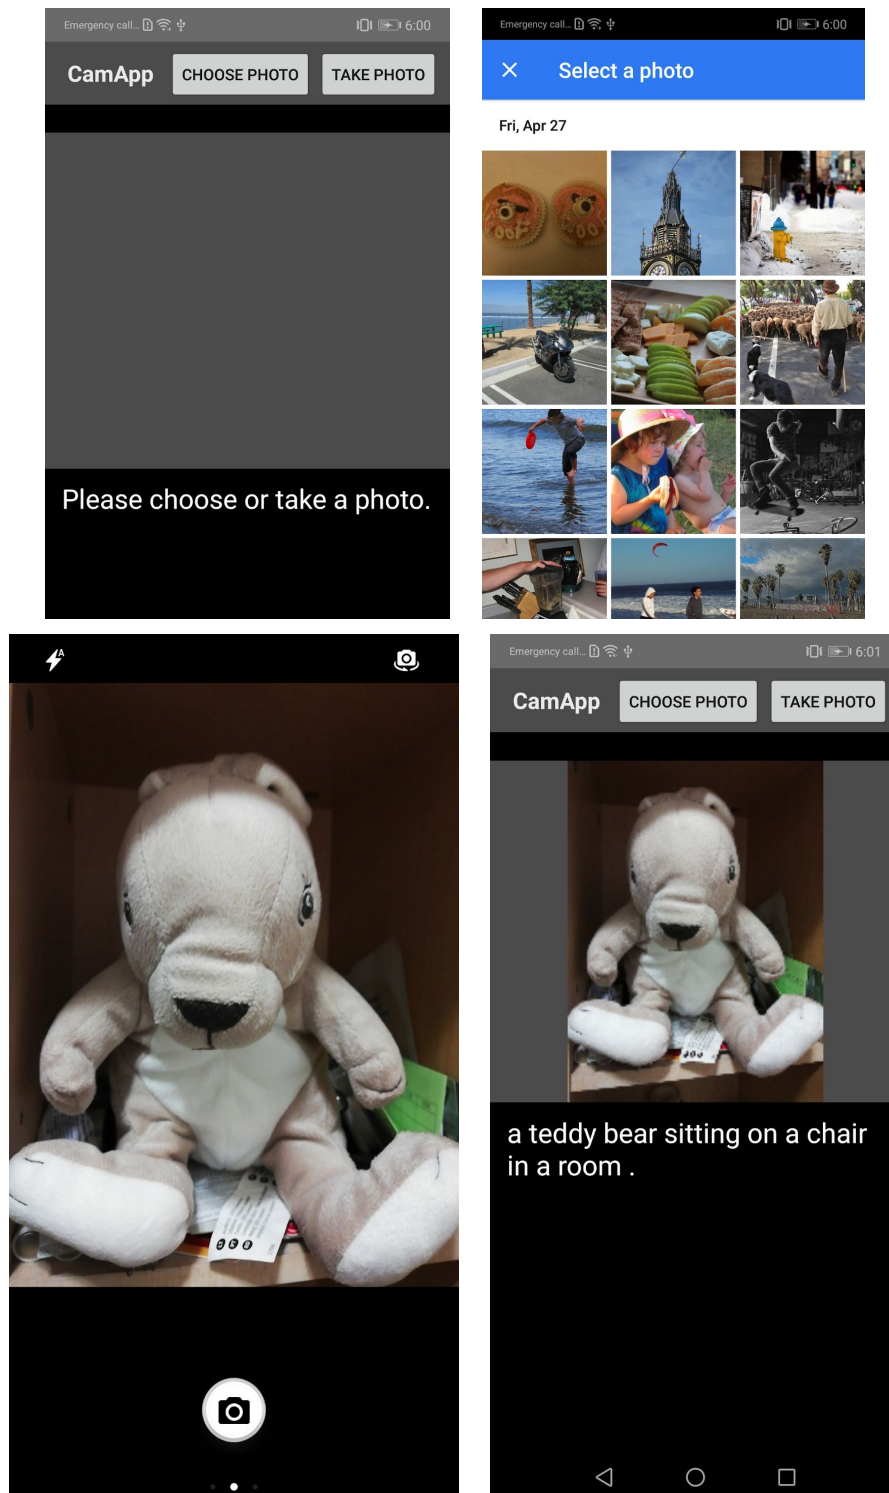 Emergency call... 6:00
CamApp CHOOSE PHOTO TAKE PHOTO
Please choose or take a photo.
Emergency call... 6:00
Select a photo
Fri, Apr 27
A
Emergency call... 6:01
CamApp CHOOSE PHOTO TAKE PHOTO
a teddy bear sitting on a chair
in a room .